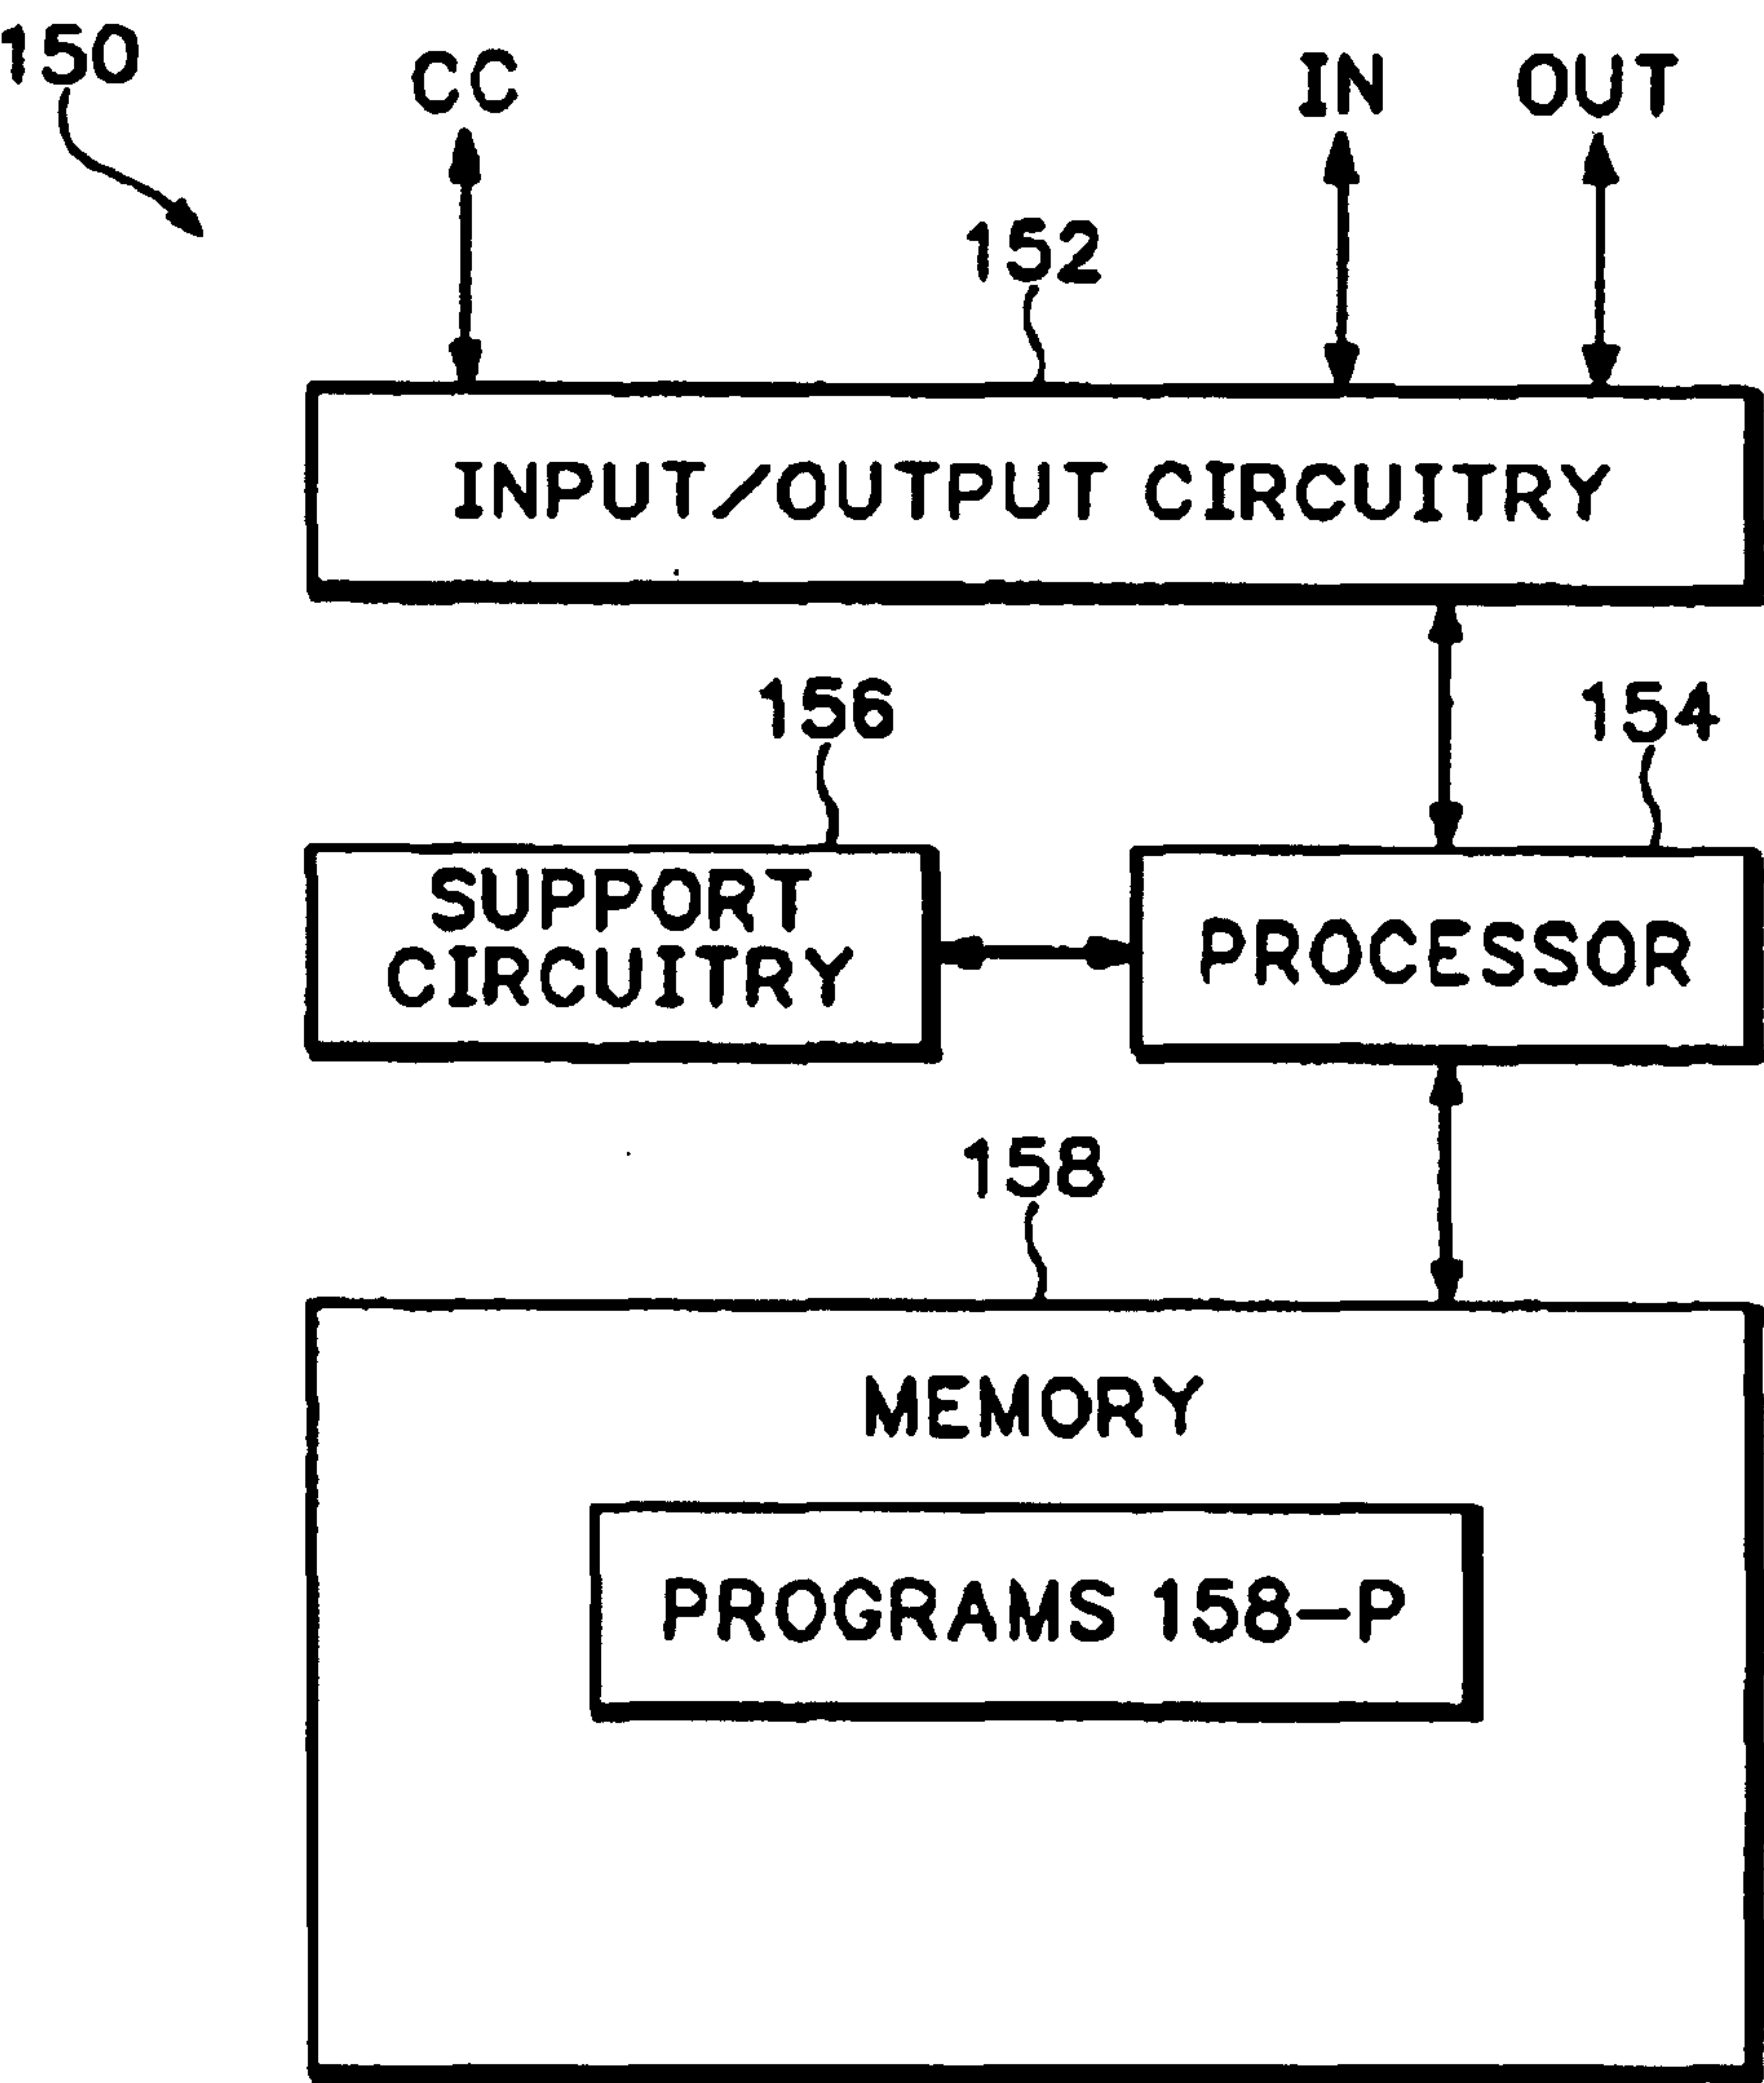 150
CC
IN
OUT
152
INPUT/OUTPUT CIRCUITRY
156
154
SUPPORT
CIRCUITRY
PROCESSOR
158
MEMORY
PROGRAMS 158-P